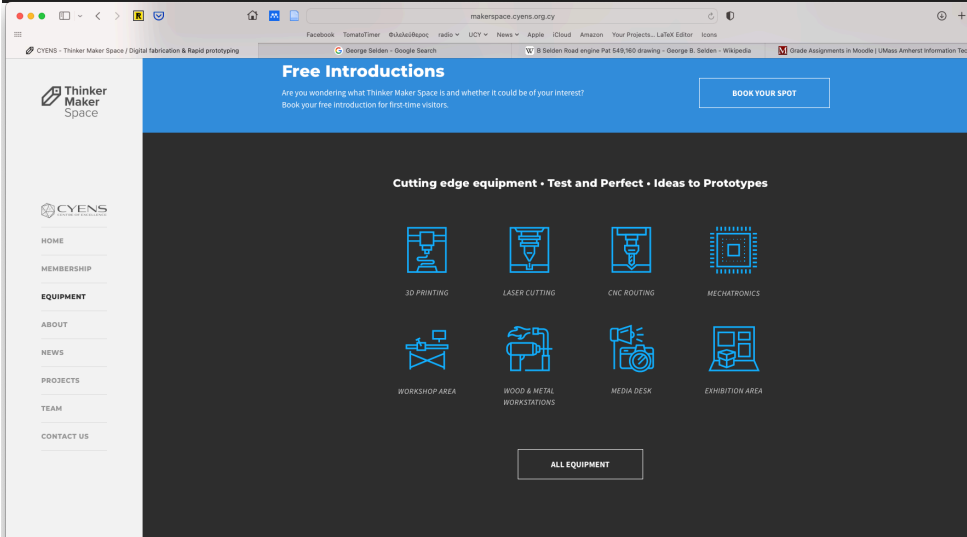 makerspace.cyens.org.cy
Facebook TomatoTimer Φιλελεύθερος radio UCY News Apple iCloud Amazon Your Projects... LaTeX Editor Icons
CYENS - Thinker Maker Space / Digital fabrication & Rapid prototyping
George Selden - Google Search
B Selden Road engine Pat 549,160 drawing - George B. Selden - Wikipedia
Grade Assignments in Moodle | UMass Amherst Information Tec
Thinker
Maker
Space
CYENS
CENTRE OF EXCELLENCE
HOME
MEMBERSHIP
EQUIPMENT
ABOUT
NEWS
PROJECTS
TEAM
CONTACT US
Free Introductions
Are you wondering what Thinker Maker Space is and whether it could be of your interest?
Book your free introduction for first-time visitors.
BOOK YOUR SPOT
Cutting edge equipment • Test and Perfect • Ideas to Prototypes
3D PRINTING
LASER CUTTING
CNC ROUTING
MECHATRONICS
WORKSHOP AREA
WOOD & METAL
WORKSTATIONS
MEDIA DESK
EXHIBITION AREA
ALL EQUIPMENT